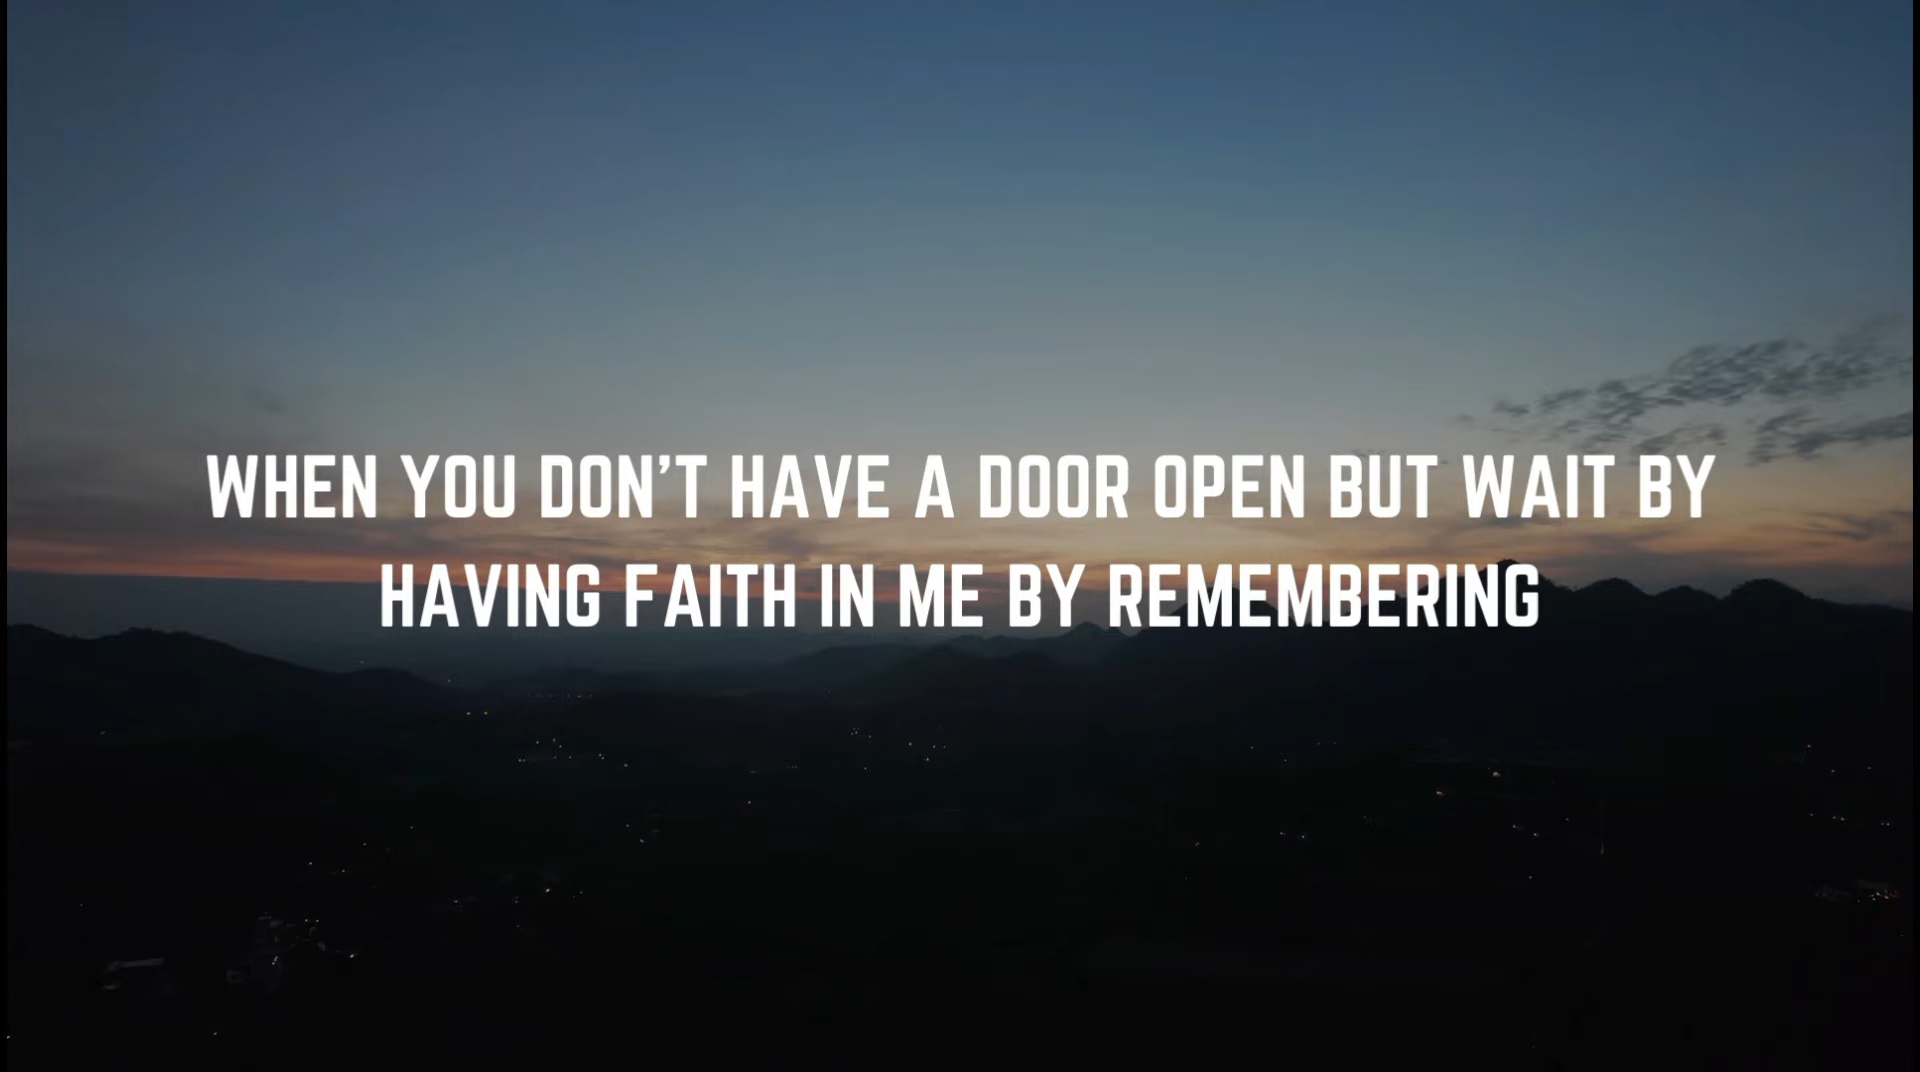 WHEN YOU DON'T HAVE A DOOR OPEN BUT WAIT BY
HAVING FAITH IN ME BY REMEMBERING